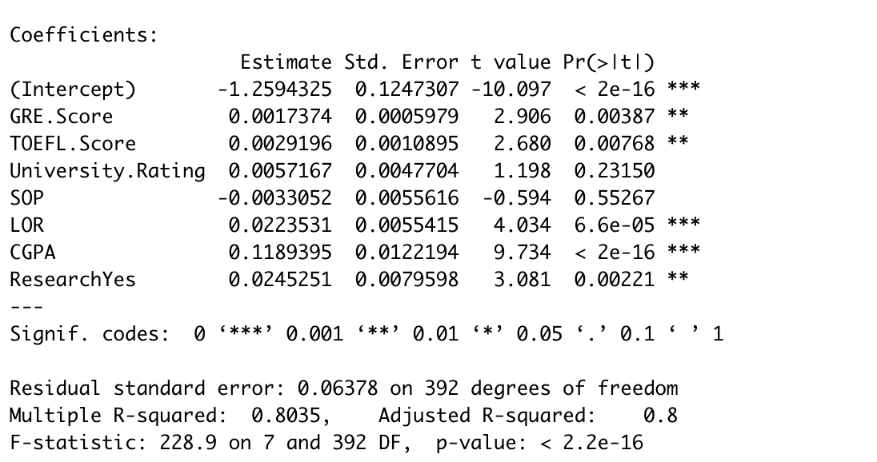 Coefficients:
                   Estimate Std. Error t value Pr(>|t|)
(Intercept)       -1.2594325  0.1247307 -10.097  < 2e-16 ***
GRE.Score          0.0017374  0.0005979   2.906  0.00387 **
TOEFL.Score        0.0029196  0.0010895   2.680  0.00768 **
University.Rating  0.0057167  0.0047704   1.198  0.23150
SOP               -0.0033052  0.0055616  -0.594  0.55267
LOR                0.0223531  0.0055415   4.034  6.6e-05 ***
CGPA               0.1189395  0.0122194   9.734  < 2e-16 ***
ResearchYes        0.0245251  0.0079598   3.081  0.00221 **
---
Signif. codes:  0 ‘***’ 0.001 ‘**’ 0.01 ‘*’ 0.05 ‘.’ 0.1 ‘ ’ 1
Residual standard error: 0.06378 on 392 degrees of freedom
Multiple R-squared:  0.8035,    Adjusted R-squared:    0.8
F-statistic: 228.9 on 7 and 392 DF,  p-value: < 2.2e-16